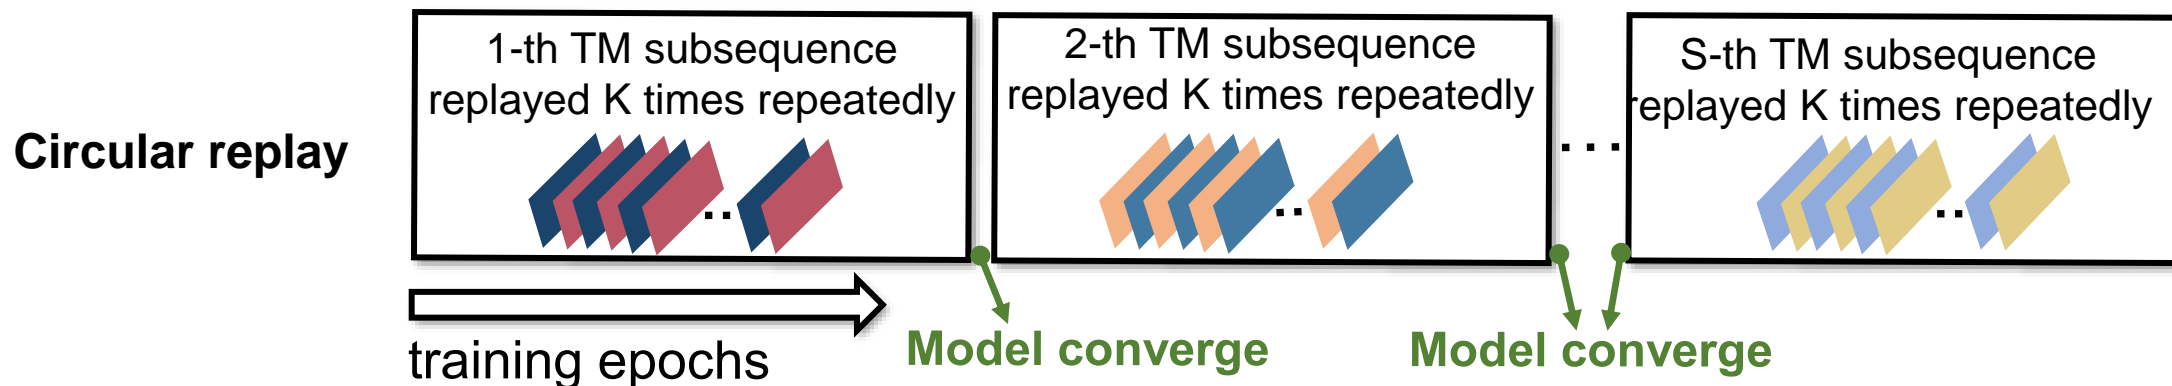 Circular replay
1-th TM subsequence
replayed K times repeatedly
..
2-th TM subsequence
replayed K times repeatedly
..
...
S-th TM subsequence
replayed K times repeatedly
..
training epochs
Model converge
Model converge